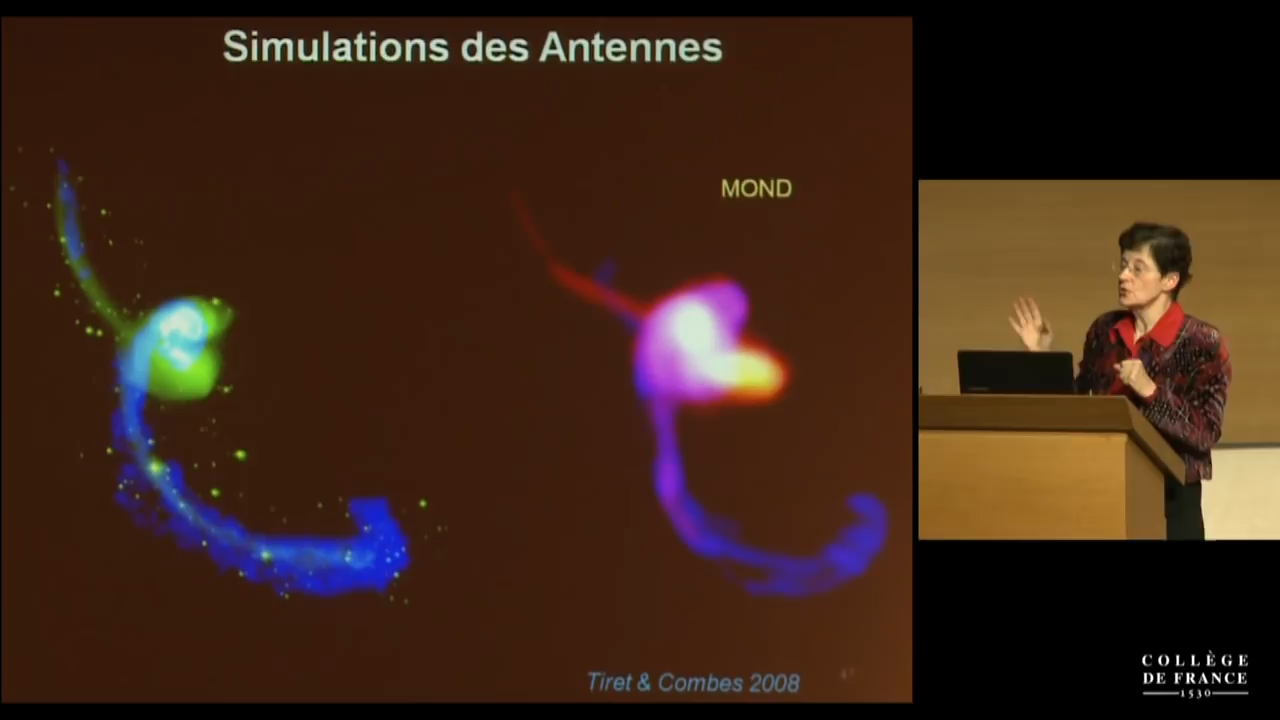 Simulations des Antennes
MOND
Tiret & Combes 2008
COLLÈGE
DE FRANCE
1530